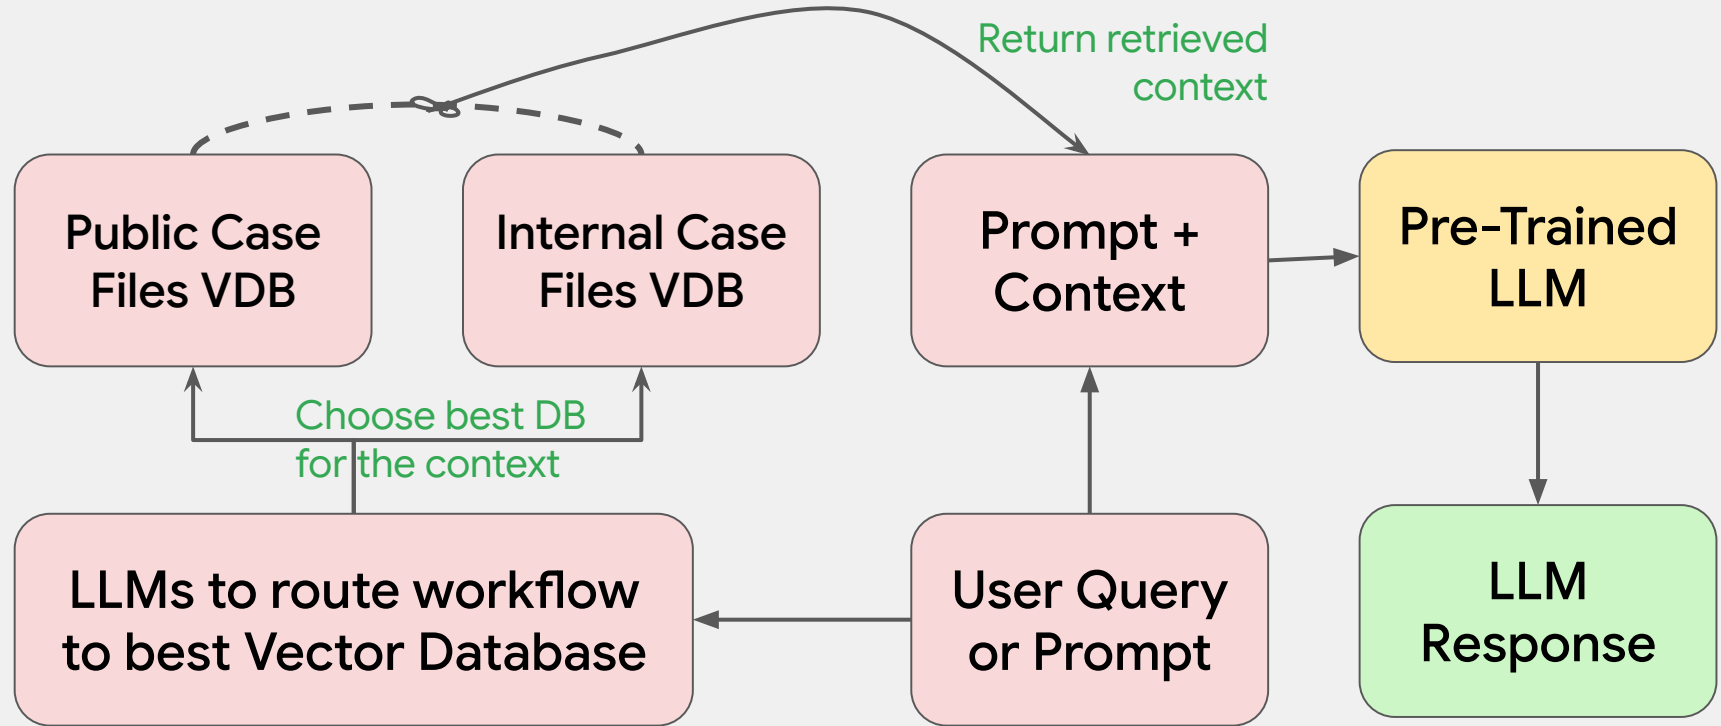 Return retrieved
context
Public Case
Files VDB
Internal Case
Files VDB
Prompt +
Context
Pre-Trained
LLM
Choose best DB
for the context
LLMs to route workflow
to best Vector Database
User Query
or Prompt
LLM
Response